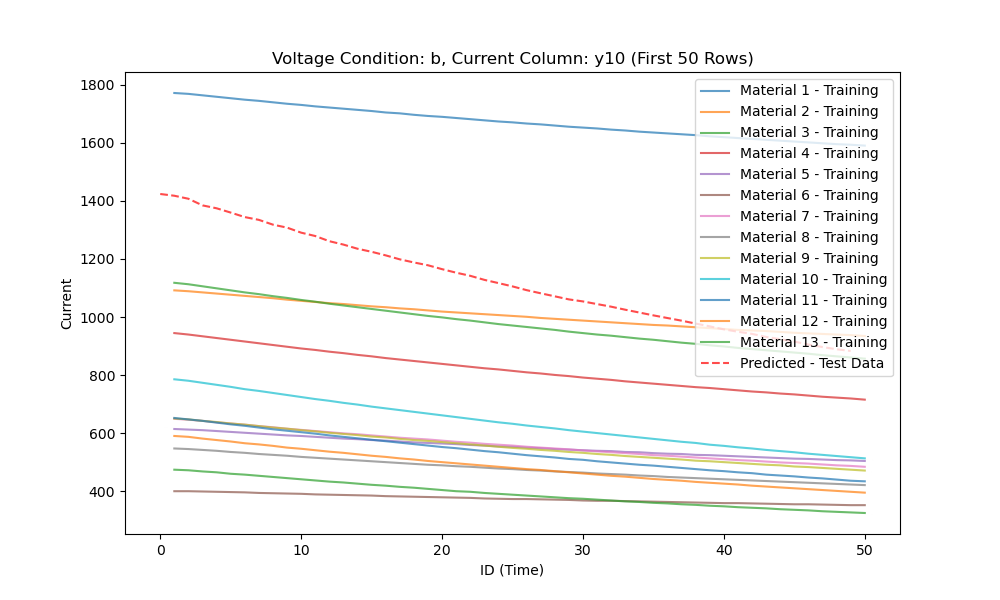 Voltage Condition: b, Current Column: y10 (First 50 Rows)
1800
1600
1400
1200
1000
800
600
400
Current
0
10
20
30
40
50
ID (Time)
Material 1 - Training
Material 2 - Training
Material 3 - Training
Material 4 - Training
Material 5 - Training
Material 6 - Training
Material 7 - Training
Material 8 - Training
Material 9 - Training
Material 10 - Training
Material 11 - Training
Material 12 - Training
Material 13 - Training
Predicted - Test Data